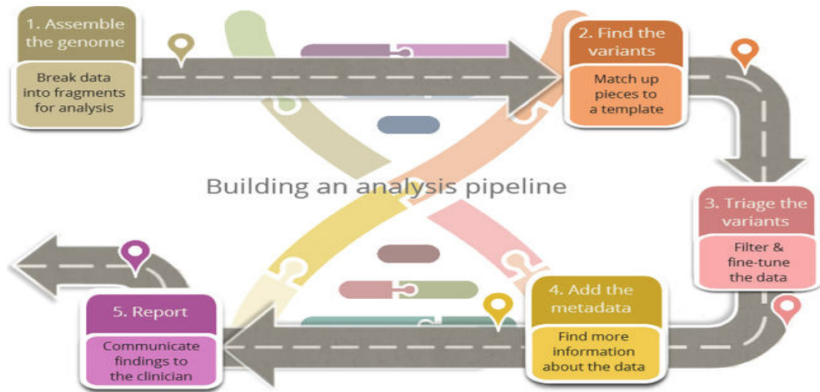 1. Assemble
the genome
Break data
into fragments
for analysis
2. Find the
variants
Match up
pieces to
a template
Building an analysis pipeline
3. Triage the
variants
Filter &
fine-tune
the data
4. Add the
metadata
Find more
information
about the data
5. Report
Communicate
findings to
the clinician